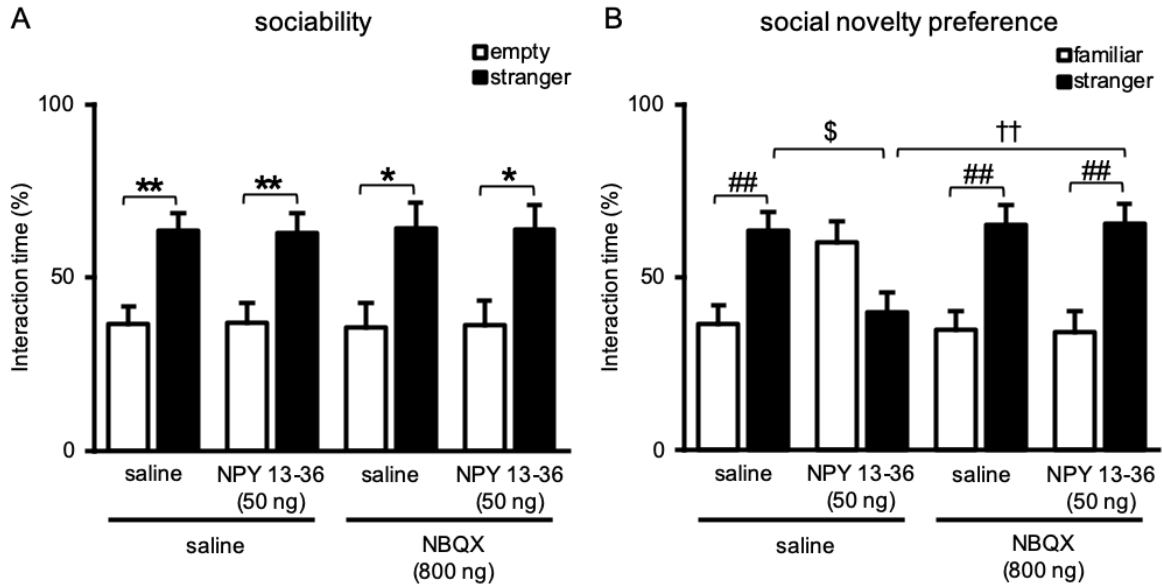 A
sociability
empty
stranger
Interaction time (%)
100
50
0
**
**
*
*
saline
NPY 13-36
(50 ng)
saline
NPY 13-36
(50 ng)
saline
NBQX
(800 ng)
B
social novelty preference
familiar
stranger
Interaction time (%)
100
50
0
$
††
##
##
##
saline
NPY 13-36
(50 ng)
saline
NPY 13-36
(50 ng)
saline
NBQX
(800 ng)